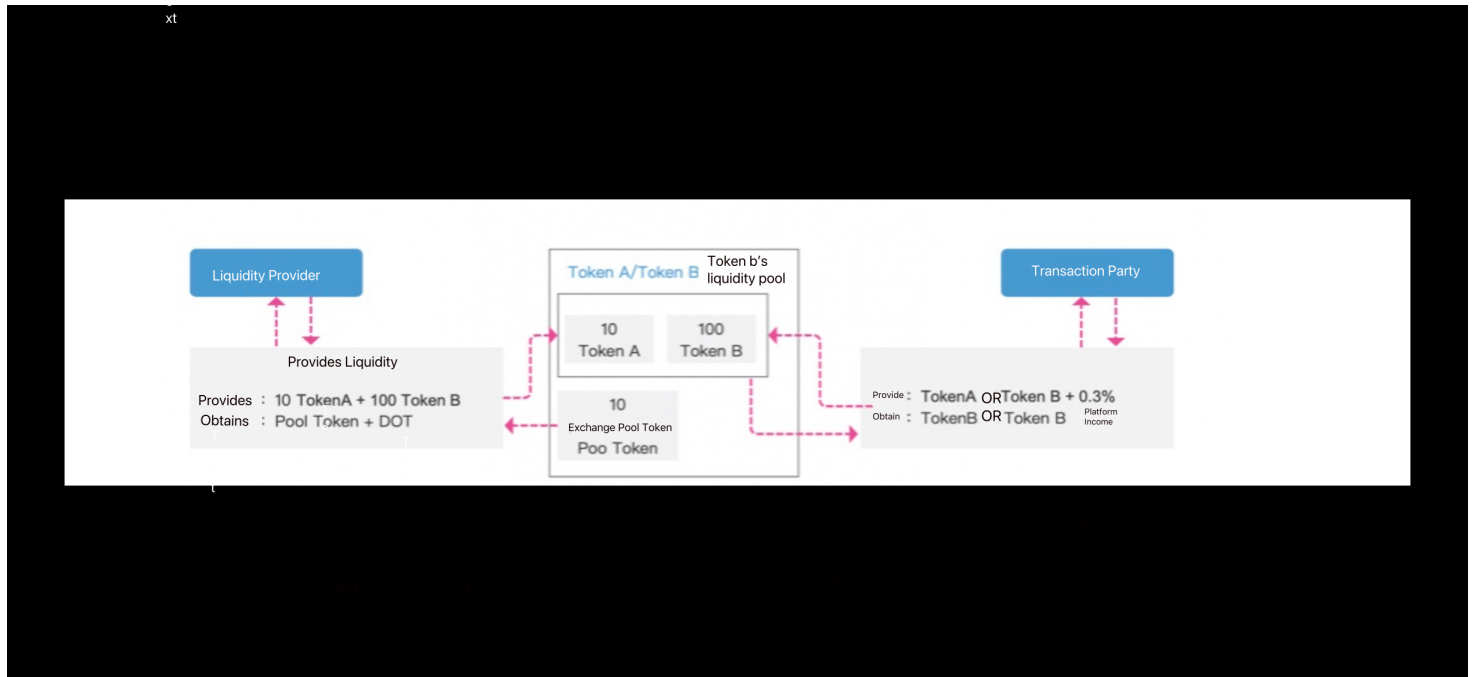 xt
Liquidity Provider
Provides Liquidity
Provides : 10 TokenA + 100 Token B
Obtains : Pool Token + DOT
Token A/Token B Token b's
liquidity pool
10
Token A
100
Token B
10
Exchange Pool Token
Poo Token
Transaction Party
Provide : TokenA ORToken B + 0.3%
Obtain : TokenB OR Token B Platform
Income
t